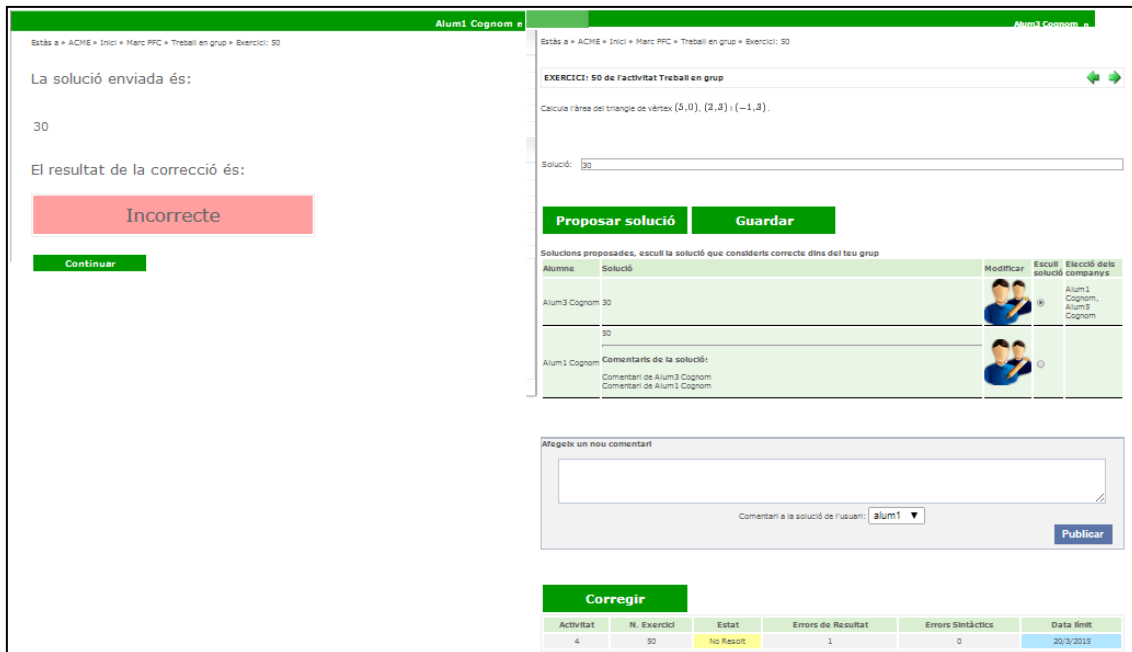 Alum1 Cognom n
Estàs a » ACME » Inici » Marc PFC » Treball en grup » Exercici: 50
La solució enviada és:
30
El resultat de la correcció és:
Incorrecte
Continuar
Alum3 Cognom n
Estàs a » ACME » Inici » Marc PFC » Treball en grup » Exercici: 50
EXERCICI: 50 de l'activitat Treball en grup
Calcula l'àrea del triangle de vèrtex (5,0), (2,3) i (−1,3).
Solució: 30
Proposar solució Guardar
Solucions proposades, escull la solució que consideris correcte dins del teu grup
Alumne Solució Modificar Escull solució Elecció dels companys
Alum3 Cognom 30 Alum1 Cognom, Alum5 Cognom
50
Alum1 Cognom Comentaris de la solució:
Comentari de Alum3 Cognom
Comentari de Alum1 Cognom
Afegeix un nou comentari
Comentari a la solució de l'usuari: alum1 ▼
Publicar
Corregir
Activitat N. Exercici Estat Errors de Resultat Errors Sintàctics Data límit
4 50 No Resolt 1 0 20/3/2015